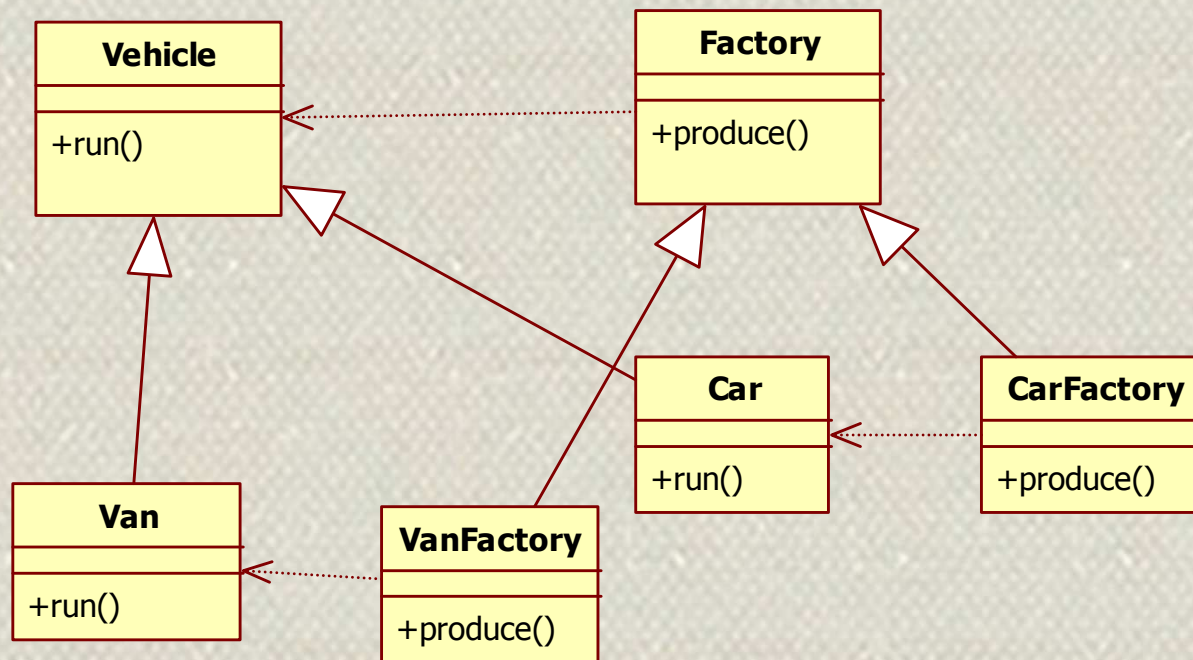 Vehicle
+run()
Factory
+produce()
Car
+run()
CarFactory
+produce()
Van
+run()
VanFactory
+produce()